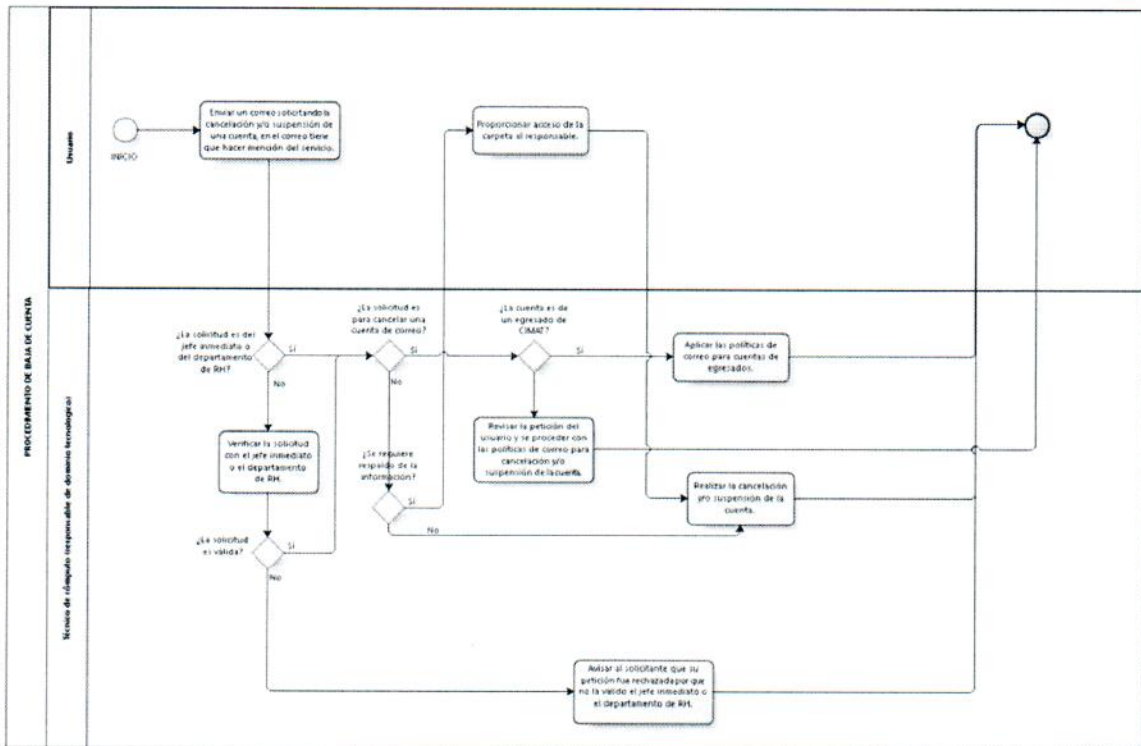 PROCEDIMIENTO DE BAJA DE CUENTA
Usuario
INICIO
Enviar un correo solicitando la
cancelación y/o suspensión de
una cuenta, en el correo tiene
que hacer mención del servicio.
Proporcionar acceso de la
carpeta al responsable.
Técnico de cómputo (responsable de dominio tecnológico)
¿La solicitud es del
jefe inmediato o
del departamento
de RH?
Si
No
¿La solicitud es
para cancelar una
cuenta de correo?
Si
No
¿La cuenta es de
un egresado de
CIMAT?
Si
Aplicar las políticas de
correo para cuentas de
egresados.
Verificar la solicitud
con el jefe inmediato
o el departamento
de RH.
¿Se requiere
respaldo de la
información?
Si
No
Revisar la petición del
usuario y se proceder con
las políticas de correo para
cancelación y/o
suspensión de la cuenta.
Realizar la cancelación
y/o suspensión de la
cuenta.
¿La solicitud
es válida?
Si
No
Avisar al solicitante que su
petición fue rechazada por que
no la valido el jefe inmediato o
el departamento de RH.